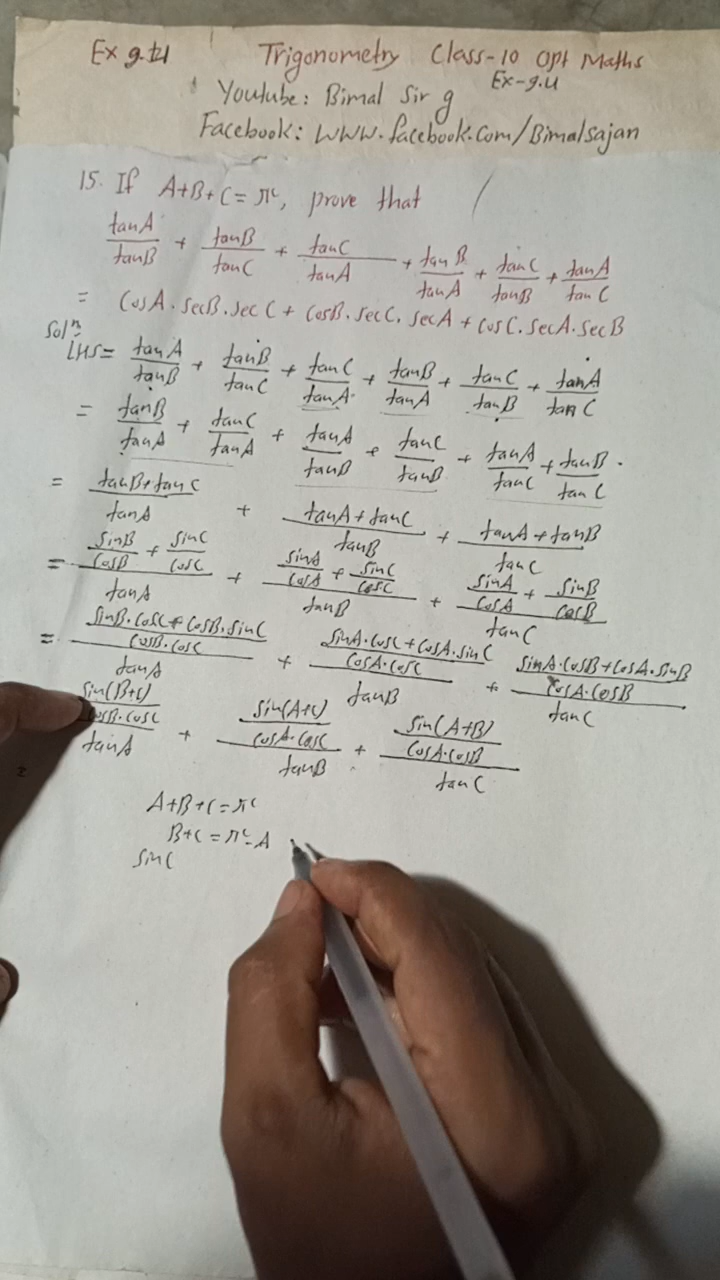 Ex 9.4 Trigonometry Class-10 Opt Maths
Ex-9.4
Youtube: Bimal Sir g
Facebook: WWW.facebook.Com/Bimalsajan
15. If A+B+C = πᶜ, prove that
tanA/tanB + tanB/tanC + tanC/tanA + tanB/tanA + tanC/tanB + tanA/tanC
= CosA. SecB. Sec C + CosB. SecC. SecA + CosC. SecA. SecB
Solⁿ:
LHS = tanA/tanB + tanB/tanC + tanC/tanA + tanB/tanA + tanC/tanB + tanA/tanC
= tanB/tanA + tanC/tanA + tanA/tanB + tanC/tanB + tanA/tanC + tanB/tanC.
= (tanB+tanC)/tanA + (tanA+tanC)/tanB + (tanA+tanB)/tanC
= (SinB/CosB + SinC/CosC)/tanA + (SinA/CosA + SinC/CosC)/tanB + (SinA/CosA + SinB/CosB)/tanC
= ((SinB.CosC+CosB.SinC)/(CosB.CosC))/tanA + ((SinA.CosC+CosA.SinC)/(CosA.CosC))/tanB + ((SinA.CosB+CosA.SinB)/(CosA.CosB))/tanC
(Sin(B+C)/(CosB.CosC))/tanA + (Sin(A+C)/(CosA.CosC))/tanB + (Sin(A+B)/(CosA.CosB))/tanC
A+B+C = πᶜ
B+C = πᶜ-A
Sin(